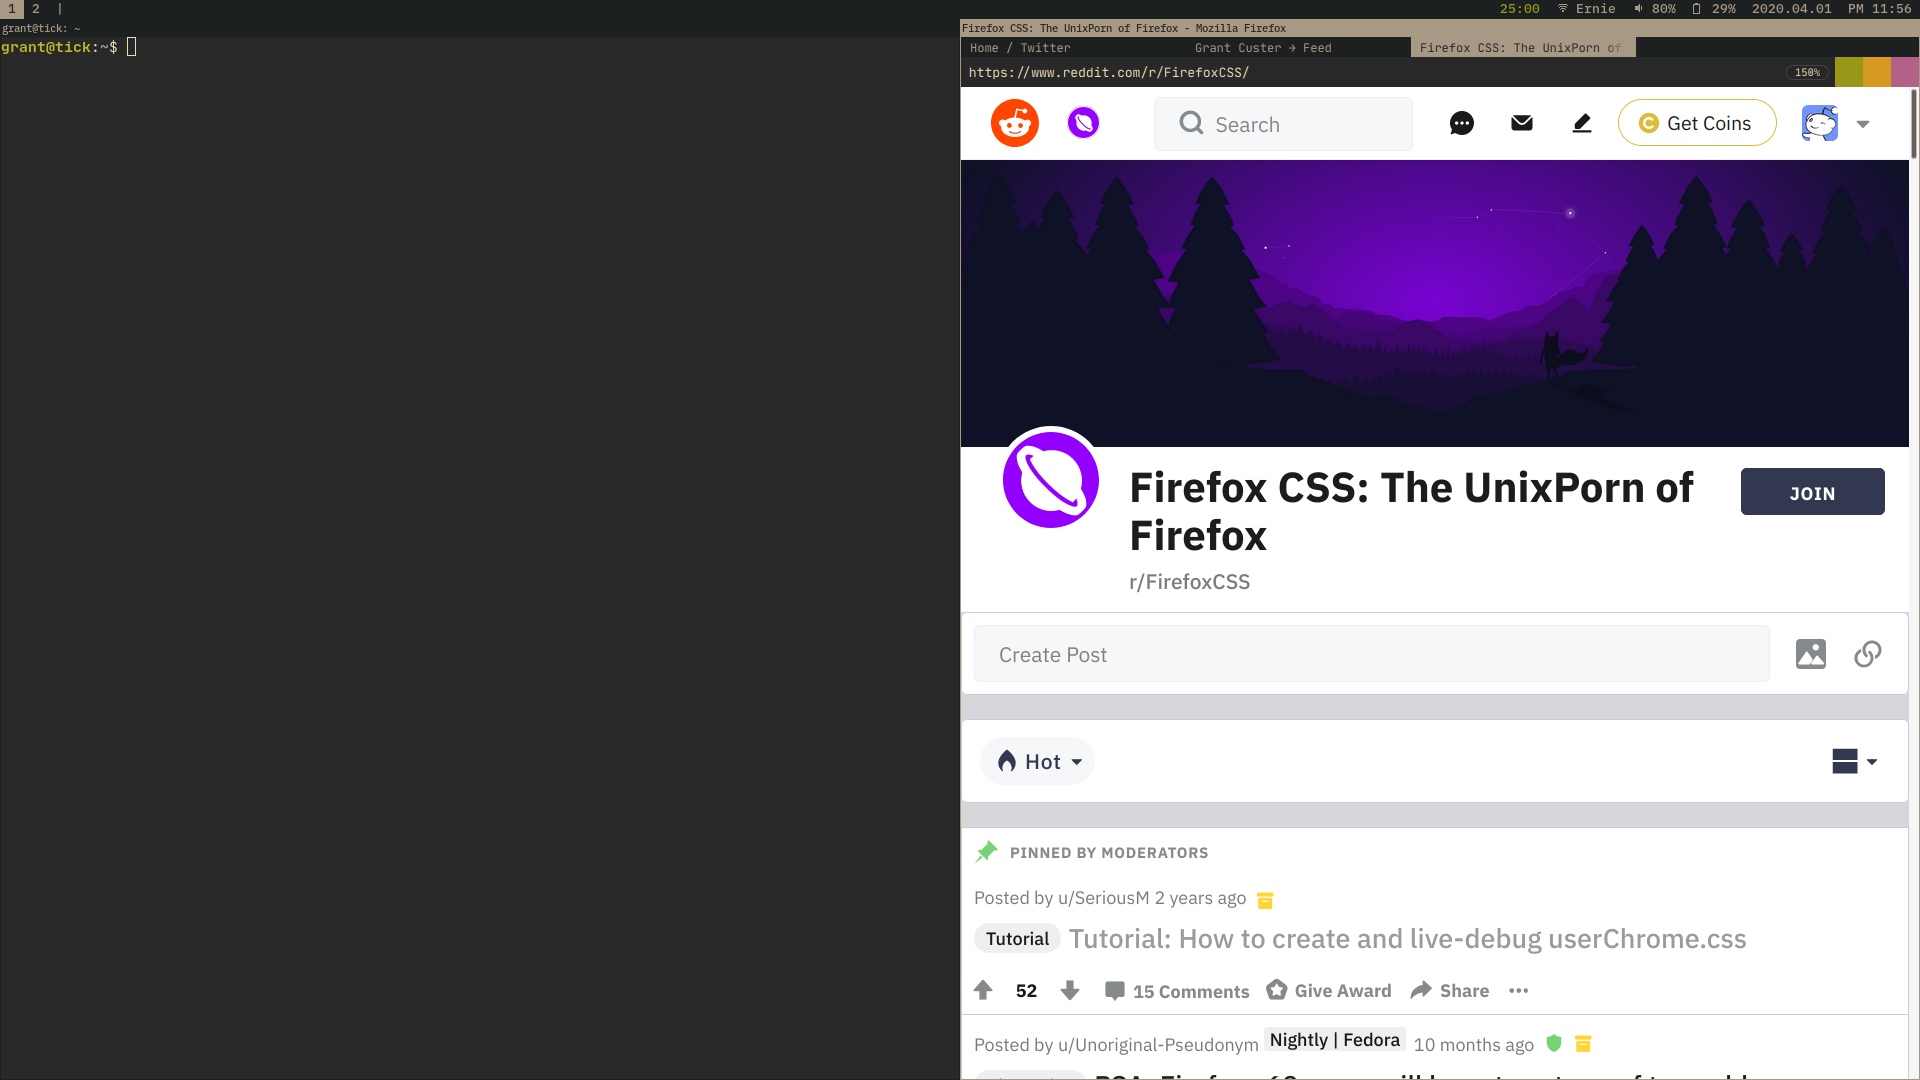 1 2 | 25:00 Ernie 80% 29% 2020.04.01 PM 11:56
grant@tick: ~
grant@tick:~$
Firefox CSS: The UnixPorn of Firefox - Mozilla Firefox
Home / Twitter Grant Custer → Feed Firefox CSS: The UnixPorn of
https://www.reddit.com/r/FirefoxCSS/ 150%
Search Get Coins
Firefox CSS: The UnixPorn of
Firefox
JOIN
r/FirefoxCSS
Create Post
Hot
PINNED BY MODERATORS
Posted by u/SeriousM 2 years ago
Tutorial Tutorial: How to create and live-debug userChrome.css
52 15 Comments Give Award Share
Posted by u/Unoriginal-Pseudonym Nightly | Fedora 10 months ago